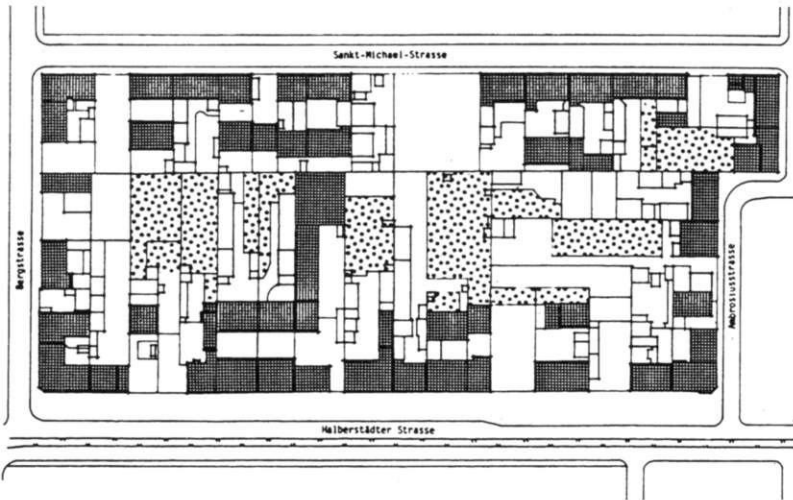 Sankt-Michael-Strasse
Bergstrasse
Ambrosiusstrasse
Halberstädter Strasse